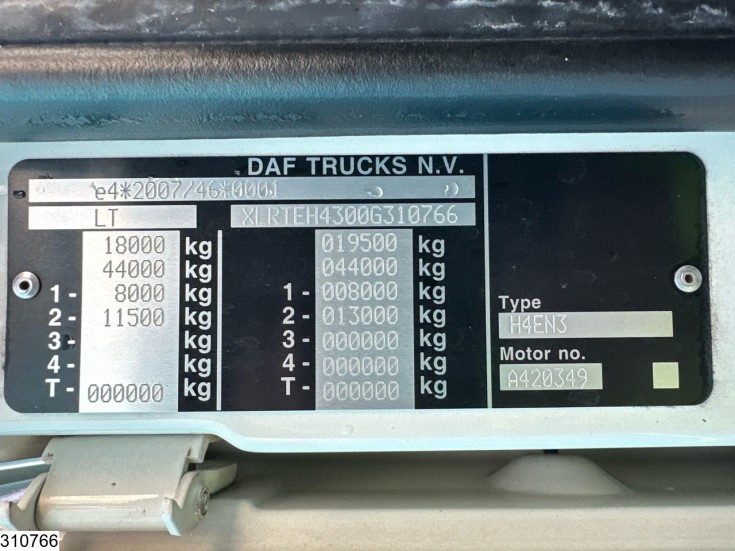 DAF TRUCKS N.V.
e4*2007/46*0001
LT XLRTEH4300G310766
18000 kg 019500 kg
44000 kg 044000 kg
1- 8000 kg 1- 008000 kg
2- 11500 kg 2- 013000 kg
3- kg 3- 000000 kg
4- kg 4- 000000 kg
T- 000000 kg T- 000000 kg
Type
H4EN3
Motor no.
A420349
310766